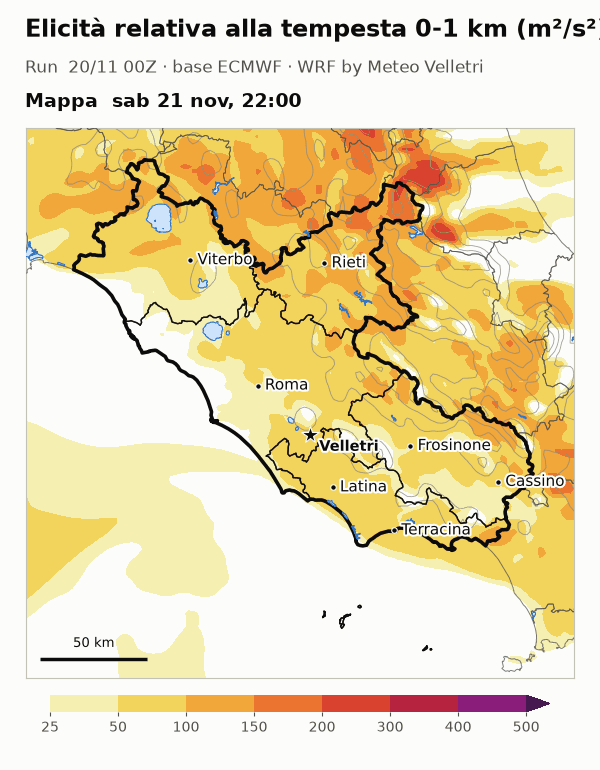 Elicità relativa alla tempesta 0-1 km (m²/s²)
Run 20/11 00Z · base ECMWF · WRF by Meteo Velletri
Mappa sab 21 nov, 22:00
Viterbo
Rieti
Roma
Velletri
Frosinone
Cassino
Latina
Terracina
50 km
25 50 100 150 200 300 400 500